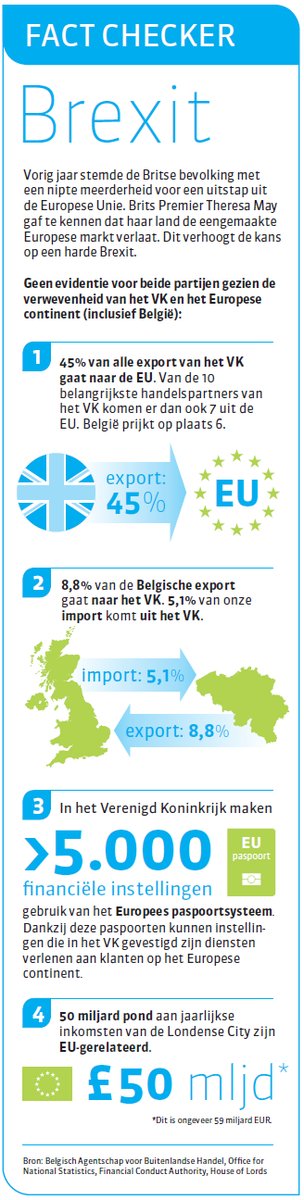 FACT CHECKER
Brexit
Vorig jaar stemde de Britse bevolking met
een nipte meerderheid voor een uitstap uit
de Europese Unie. Brits Premier Theresa May
gaf te kennen dat haar land de eengemaakte
Europese markt verlaat. Dit verhoogt de kans
op een harde Brexit.
Geen evidentie voor beide partijen gezien de
verwevenheid van het VK en het Europese
continent (inclusief België):
1
45% van alle export van het VK
gaat naar de EU. Van de 10
belangrijkste handelspartners van
het VK komen er dan ook 7 uit de
EU. België prijkt op plaats 6.
export:
45%
EU
2
8,8% van de Belgische export
gaat naar het VK. 5,1% van onze
import komt uit het VK.
import: 5,1%
export: 8,8%
3
In het Verenigd Koninkrijk maken
>5.000
financiële instellingen
EU
paspoort
gebruik van het Europees paspoortsysteem.
Dankzij deze paspoorten kunnen instellin-
gen die in het VK gevestigd zijn diensten
verlenen aan klanten op het Europese
continent.
4
50 miljard pond aan jaarlijkse
inkomsten van de Londense City zijn
EU-gerelateerd.
£50 mljd*
*Dit is ongeveer 59 miljard EUR.
Bron: Belgisch Agentschap voor Buitenlandse Handel, Office for
National Statistics, Financial Conduct Authority, House of Lords